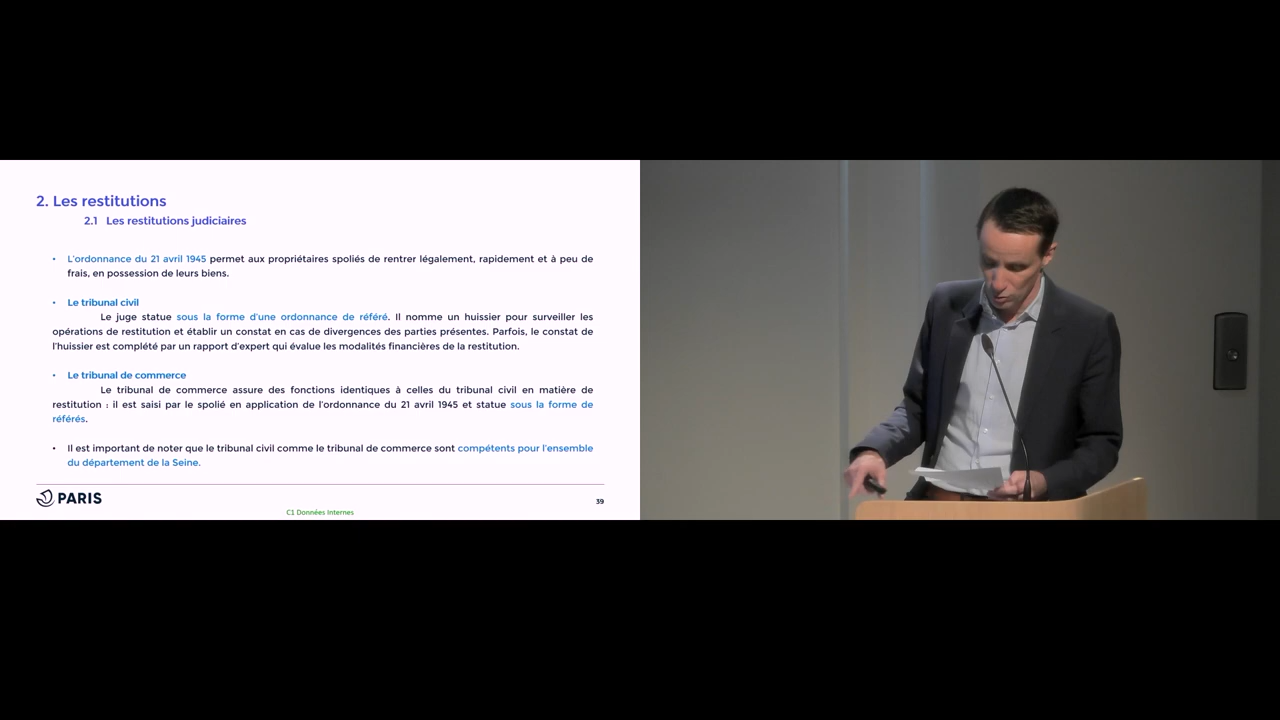 2. Les restitutions
2.1 Les restitutions judiciaires
• L'ordonnance du 21 avril 1945 permet aux propriétaires spoliés de rentrer légalement, rapidement et à peu de
frais, en possession de leurs biens.
• Le tribunal civil
Le juge statue sous la forme d'une ordonnance de référé. Il nomme un huissier pour surveiller les
opérations de restitution et établir un constat en cas de divergences des parties présentes. Parfois, le constat de
l'huissier est complété par un rapport d'expert qui évalue les modalités financières de la restitution.
• Le tribunal de commerce
Le tribunal de commerce assure des fonctions identiques à celles du tribunal civil en matière de
restitution : il est saisi par le spolié en application de l'ordonnance du 21 avril 1945 et statue sous la forme de
référés.
• Il est important de noter que le tribunal civil comme le tribunal de commerce sont compétents pour l'ensemble
du département de la Seine.
PARIS
39
C1 Données Internes